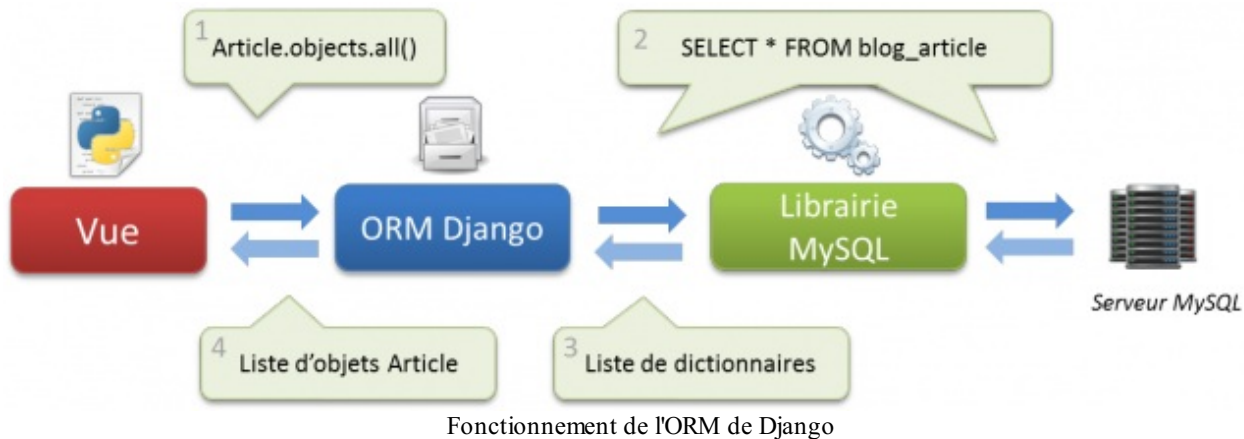 1
Article.objects.all()
2
SELECT * FROM blog_article
Vue
ORM Django
Librairie
MySQL
Serveur MySQL
4
Liste d'objets Article
3
Liste de dictionnaires
Fonctionnement de l'ORM de Django